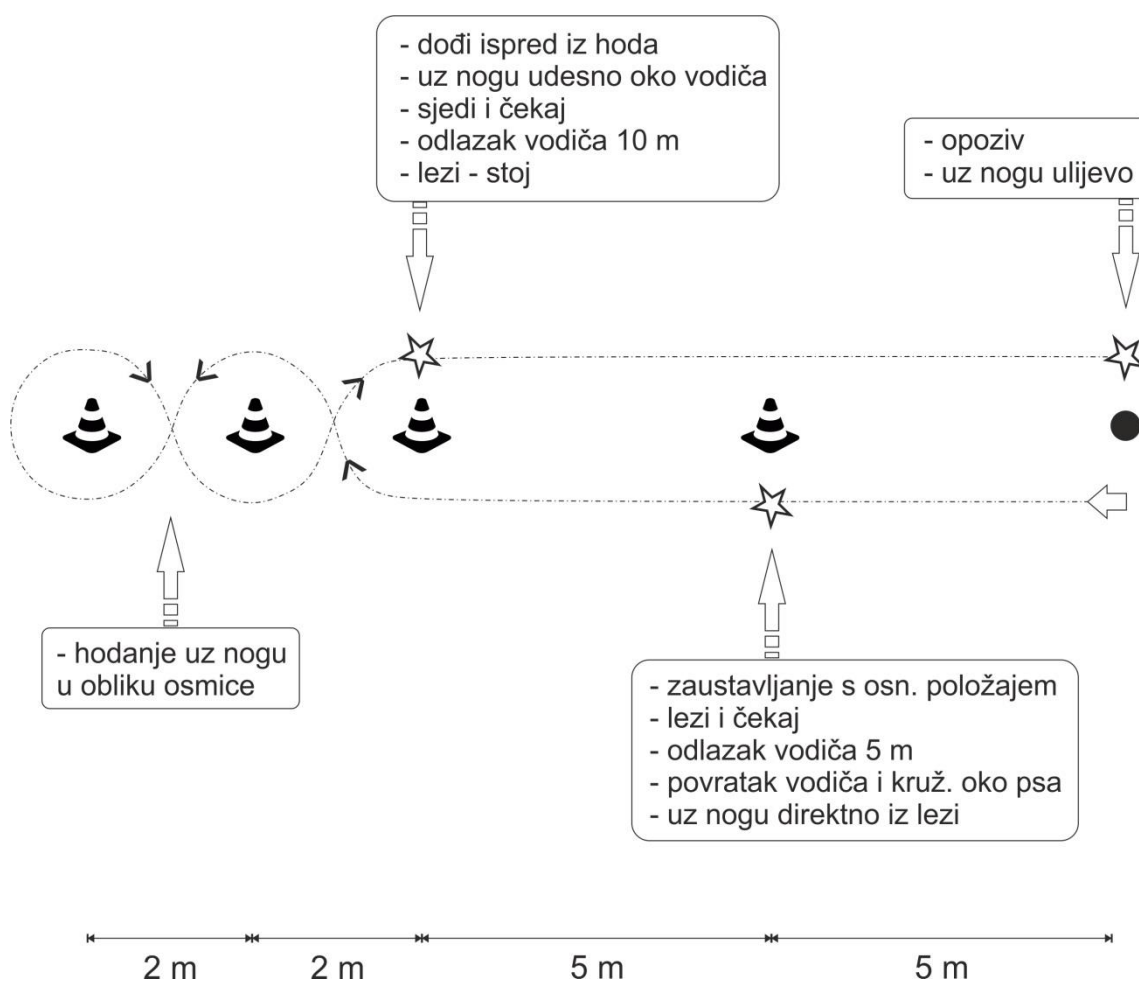 - dođi ispred iz hoda
- uz nogu udesno oko vodiča
- sjedi i čekaj
- odlazak vodiča 10 m
- lezi - stoj
- opoziv
- uz nogu ulijevo
- hodanje uz nogu
u obliku osmice
- zaustavljanje s osn. položajem
- lezi i čekaj
- odlazak vodiča 5 m
- povratak vodiča i kruž. oko psa
- uz nogu direktno iz lezi
2 m
2 m
5 m
5 m